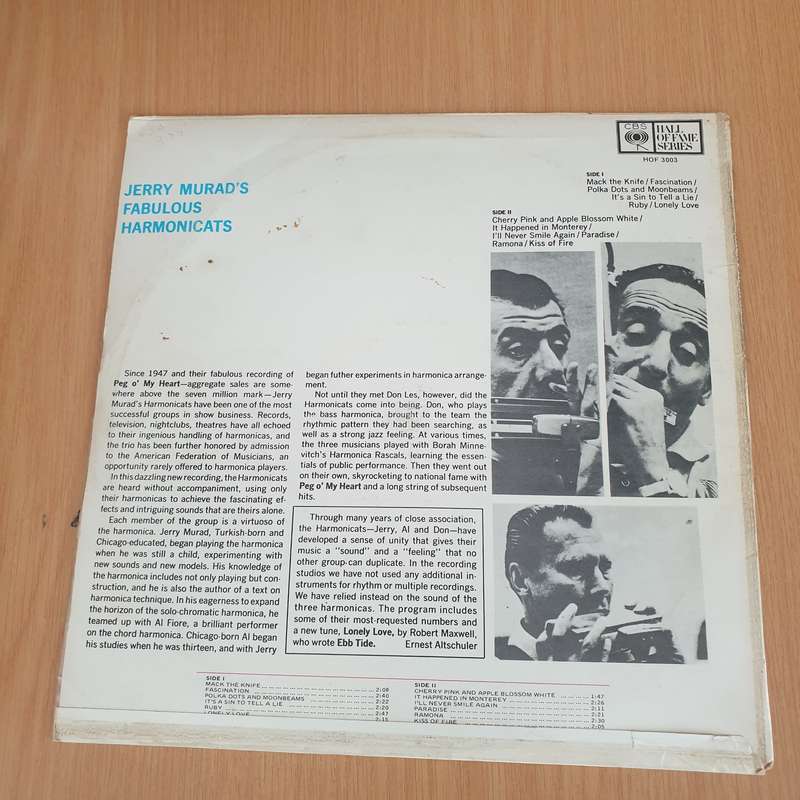 CBS
HALL
OF FAME
SERIES
HOF 3003
JERRY MURAD'S
FABULOUS
HARMONICATS
SIDE I
Mack the Knife / Fascination /
Polka Dots and Moonbeams /
It's a Sin to Tell a Lie /
Ruby / Lonely Love
SIDE II
Cherry Pink and Apple Blossom White /
It Happened in Monterey /
I'll Never Smile Again / Paradise /
Ramona / Kiss of Fire
Since 1947 and their fabulous recording of
Peg o' My Heart—aggregate sales are some-
where above the seven million mark—Jerry
Murad's Harmonicats have been one of the most
successful groups in show business. Records,
television, nightclubs, theatres have all echoed
to their ingenious handling of harmonicas, and
the trio has been further honored by admission
to the American Federation of Musicians, an
opportunity rarely offered to harmonica players.
In this dazzling new recording, the Harmonicats
are heard without accompaniment, using only
their harmonicas to achieve the fascinating ef-
fects and intriguing sounds that are theirs alone.
Each member of the group is a virtuoso of
the harmonica. Jerry Murad, Turkish-born and
Chicago-educated, began playing the harmonica
when he was still a child, experimenting with
new sounds and new models. His knowledge of
the harmonica includes not only playing but con-
struction, and he is also the author of a text on
harmonica technique. In his eagerness to expand
the horizon of the solo-chromatic harmonica, he
teamed up with Al Fiore, a brilliant performer
on the chord harmonica. Chicago-born Al began
his studies when he was thirteen, and with Jerry
began futher experiments in harmonica arrange-
ment.
Not until they met Don Les, however, did the
Harmonicats come into being. Don, who plays
the bass harmonica, brought to the team the
rhythmic pattern they had been searching, as
well as a strong jazz feeling. At various times,
the three musicians played with Borah Minne-
vitch's Harmonica Rascals, learning the essen-
tials of public performance. Then they went out
on their own, skyrocketing to national fame with
Peg o' My Heart and a long string of subsequent
hits.
Through many years of close association,
the Harmonicats—Jerry, Al and Don—have
developed a sense of unity that gives their
music a "sound" and a "feeling" that no
other group can duplicate. In the recording
studios we have not used any additional in-
struments for rhythm or multiple recordings.
We have relied instead on the sound of the
three harmonicas. The program includes
some of their most-requested numbers and
a new tune, Lonely Love, by Robert Maxwell,
who wrote Ebb Tide. Ernest Altschuler
SIDE I
MACK THE KNIFE 2:08
FASCINATION 2:40
POLKA DOTS AND MOONBEAMS 2:22
IT'S A SIN TO TELL A LIE 2:20
RUBY 2:47
LONELY LOVE 2:15
SIDE II
CHERRY PINK AND APPLE BLOSSOM WHITE 1:47
IT HAPPENED IN MONTEREY 2:26
I'LL NEVER SMILE AGAIN 2:11
PARADISE 2:21
RAMONA 2:30
KISS OF FIRE 2:05